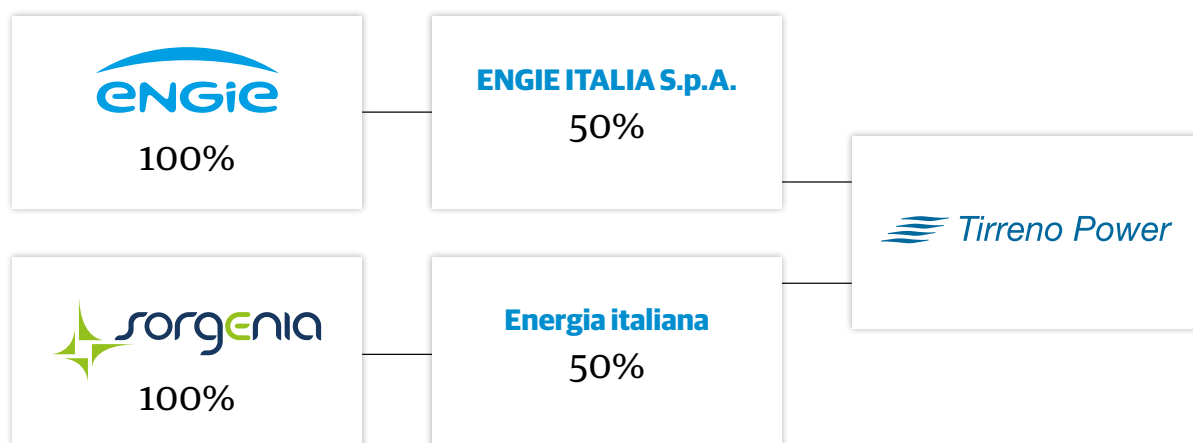 ENGIE
100%
ENGIE ITALIA S.p.A.
50%
Tirreno Power
sorgenia
100%
Energia italiana
50%